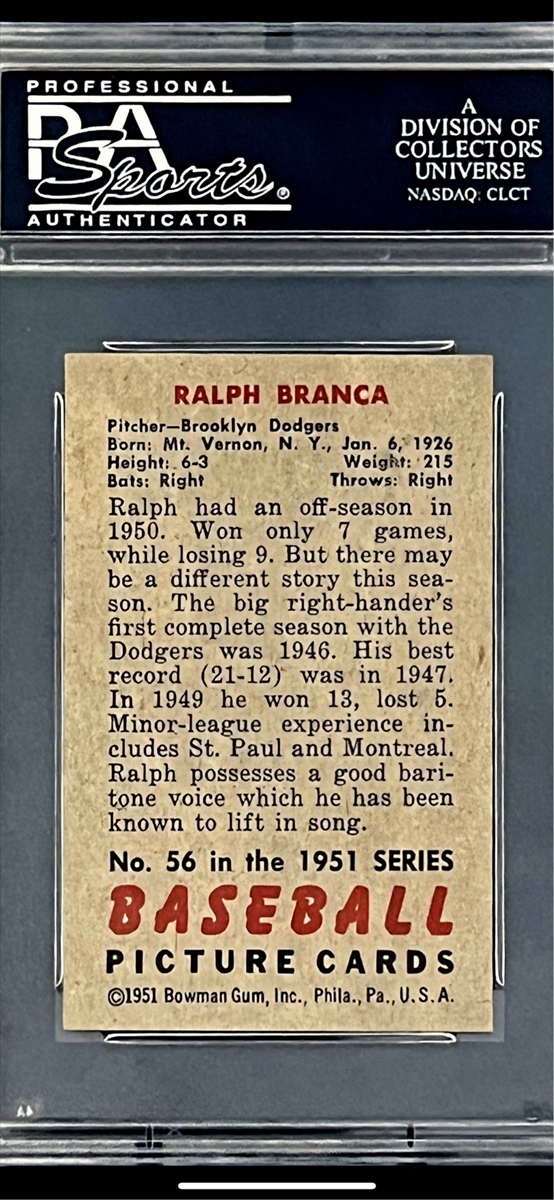 PROFESSIONAL
PSA
Sports
AUTHENTICATOR
A
DIVISION OF
COLLECTORS
UNIVERSE
NASDAQ: CLCT
RALPH BRANCA
Pitcher—Brooklyn Dodgers
Born: Mt. Vernon, N. Y., Jan. 6, 1926
Height: 6-3 Weight: 215
Bats: Right Throws: Right
Ralph had an off-season in
1950. Won only 7 games,
while losing 9. But there may
be a different story this sea-
son. The big right-hander's
first complete season with the
Dodgers was 1946. His best
record (21-12) was in 1947.
In 1949 he won 13, lost 5.
Minor-league experience in-
cludes St. Paul and Montreal.
Ralph possesses a good bari-
tone voice which he has been
known to lift in song.
No. 56 in the 1951 SERIES
BASEBALL
PICTURE CARDS
©1951 Bowman Gum, Inc., Phila., Pa., U.S.A.